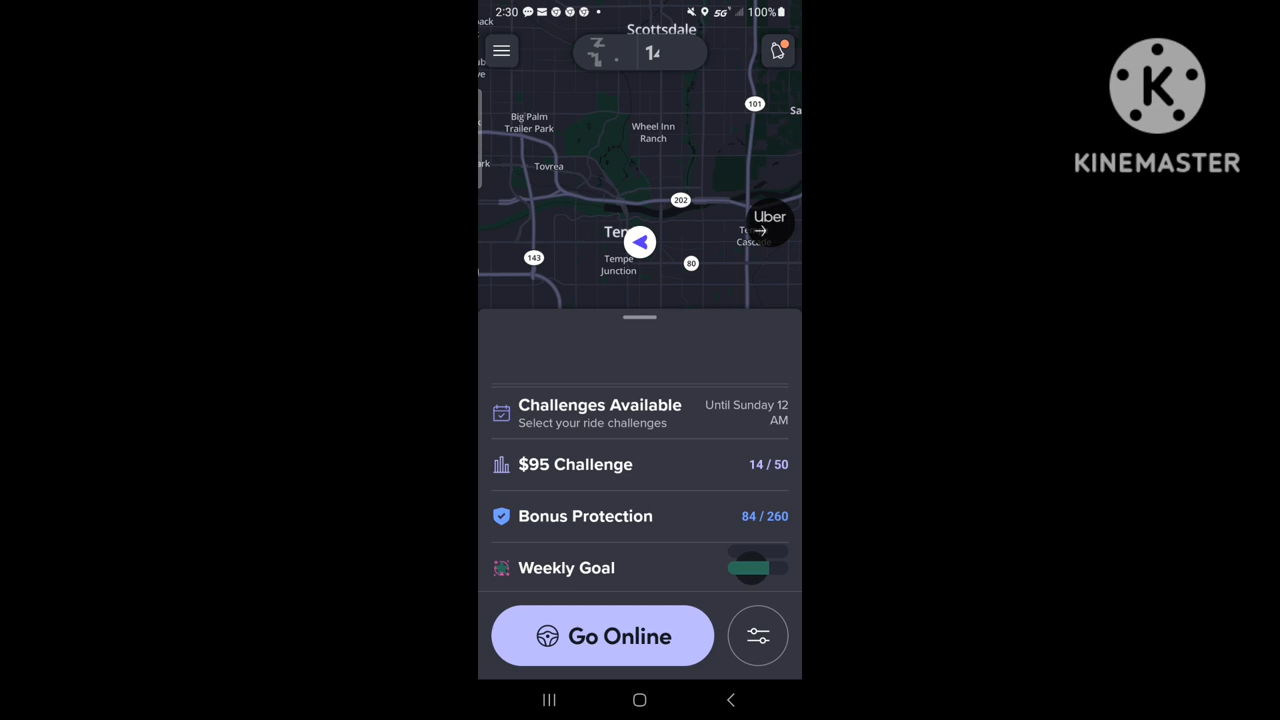 2:30
5G
100%
Scottsdale
101
Big Palm
Trailer Park
Wheel Inn
Ranch
Tovrea
202
Uber
Tempe
Junction
Cascade
143
80
Challenges Available
Select your ride challenges
Until Sunday 12
AM
$95 Challenge
14 / 50
Bonus Protection
84 / 260
Weekly Goal
Go Online
K
KINEMASTER